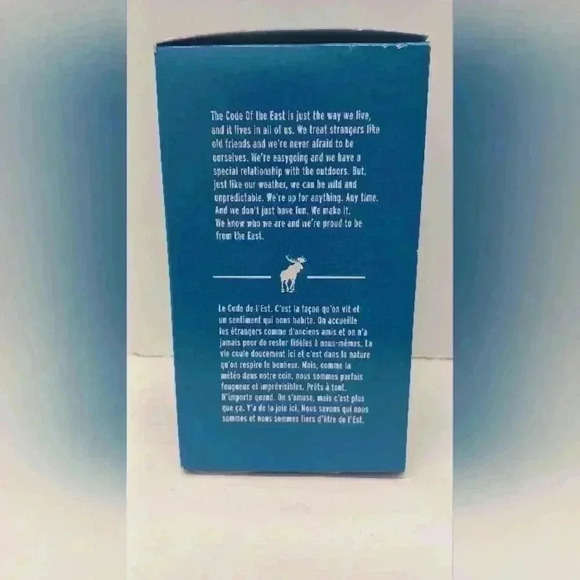 The Code Of the East is just the way we live,
and it lives in all of us. We treat strangers like
old friends and we're never afraid to be
ourselves. We're easygoing and we have a
special relationship with the outdoors. But,
just like our weather, we can be wild and
unpredictable. We're up for anything. Any time.
And we don't just have fun. We make it.
We know who we are and we're proud to be
from the East.
Le Code de l'Est. C'est la façon qu'on vit et
un sentiment qui nous habite. On accueille
les étrangers comme d'anciens amis et on n'a
jamais peur de rester fidèles à nous-mêmes. La
vie coule doucement ici et c'est dans la nature
qu'on respire le bonheur. Mais, comme la
météo dans notre coin, nous sommes parfois
fougueux et imprévisibles. Prêts à tout.
N'importe quand. On s'amuse, mais c'est plus
que ça. Y'a de la joie ici. Nous savons qui nous
sommes et nous sommes fiers d'être de l'Est.